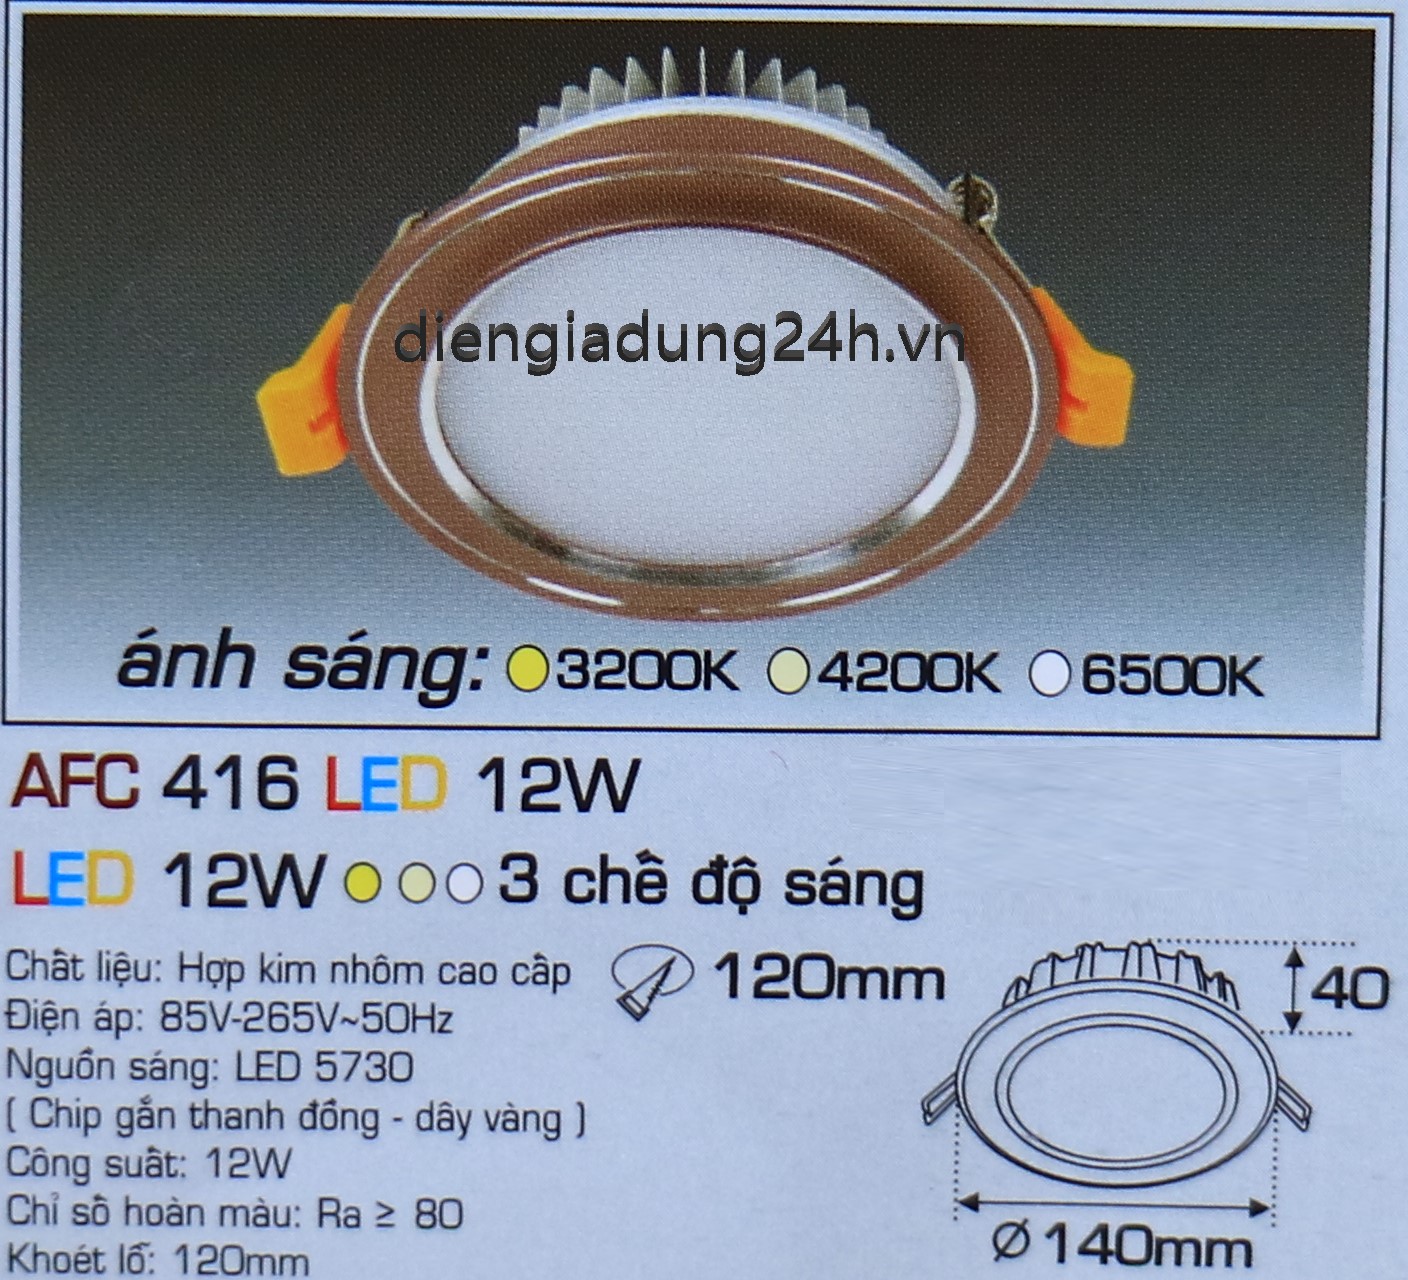 diengiadung24h.vn
ánh sáng: 3200K 4200K 6500K
AFC 416 LED 12W
LED 12W 3 chế độ sáng
Chất liệu: Hợp kim nhôm cao cấp
120mm
40
Điện áp: 85V-265V~50Hz
Nguồn sáng: LED 5730
( Chip gắn thanh đồng - dây vàng )
Công suất: 12W
Chỉ số hoàn màu: Ra ≥ 80
Ø 140mm
Khoét lỗ: 120mm